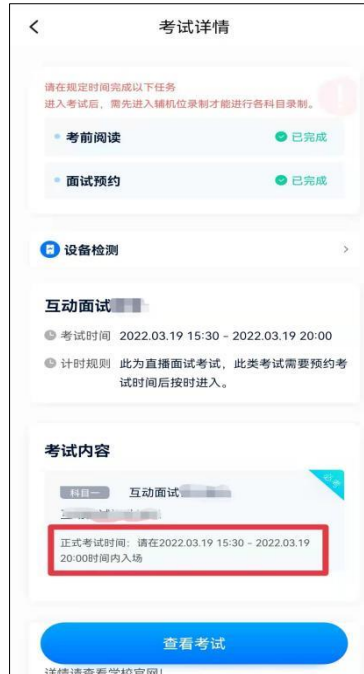 考试详情
请在规定时间完成以下任务
进入考试后，需先进入辅机位录制才能进行各科目录制。
考前阅读 已完成
面试预约 已完成
设备检测
互动面试
考试时间 2022.03.19 15:30 - 2022.03.19 20:00
计时规则 此为直播面试考试，此类考试需要预约考
试时间后按时进入。
考试内容
必考
科目一 互动面试
正式考试时间：请在2022.03.19 15:30 - 2022.03.19
20:00时间内入场
查看考试
详情请查看学校官网!